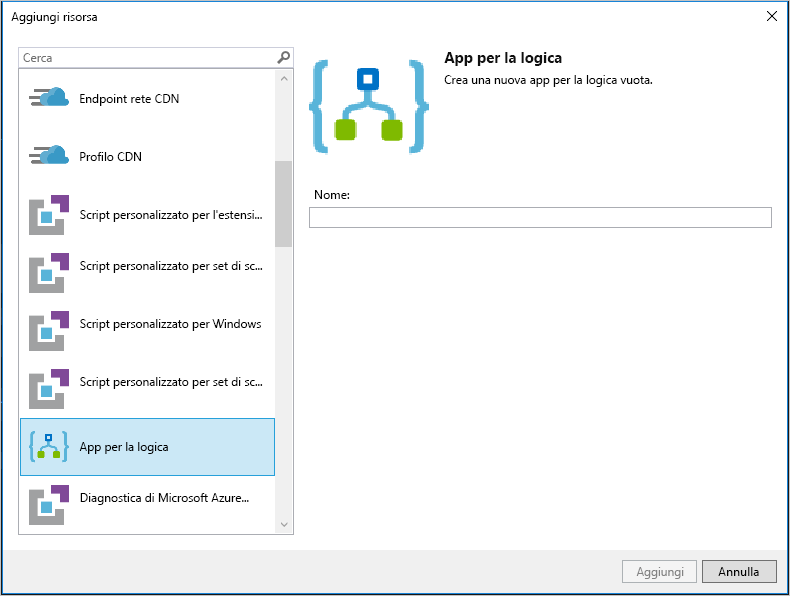 Aggiungi risorsa
Cerca
Endpoint rete CDN
Profilo CDN
Script personalizzato per l'estensi...
Script personalizzato per set di sc...
Script personalizzato per Windows
Script personalizzato per set di sc...
App per la logica
Diagnostica di Microsoft Azure...
App per la logica
Crea una nuova app per la logica vuota.
Nome:
Aggiungi
Annulla